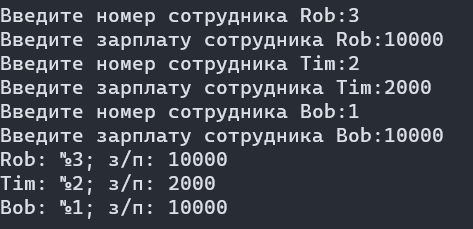 Введите номер сотрудника Rob:3
Введите зарплату сотрудника Rob:10000
Введите номер сотрудника Tim:2
Введите зарплату сотрудника Tim:2000
Введите номер сотрудника Bob:1
Введите зарплату сотрудника Bob:10000
Rob: №3; з/п: 10000
Tim: №2; з/п: 2000
Bob: №1; з/п: 10000